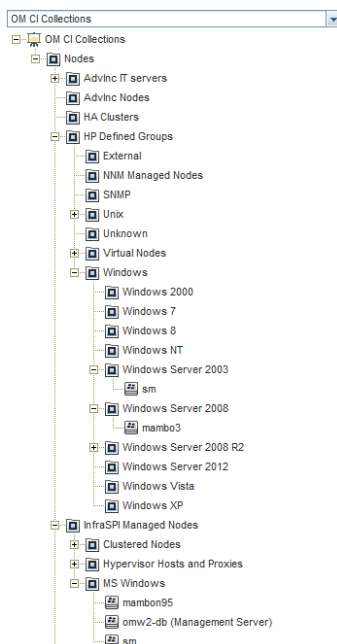 OM CI Collections
OM CI Collections
Nodes
AdvInc IT servers
AdvInc Nodes
HA Clusters
HP Defined Groups
External
NNM Managed Nodes
SNMP
Unix
Unknown
Virtual Nodes
Windows
Windows 2000
Windows 7
Windows 8
Windows NT
Windows Server 2003
sm
Windows Server 2008
mambo3
Windows Server 2008 R2
Windows Server 2012
Windows Vista
Windows XP
InfraSPI Managed Nodes
Clustered Nodes
Hypervisor Hosts and Proxies
MS Windows
mambon95
omw2-db (Management Server)
sm